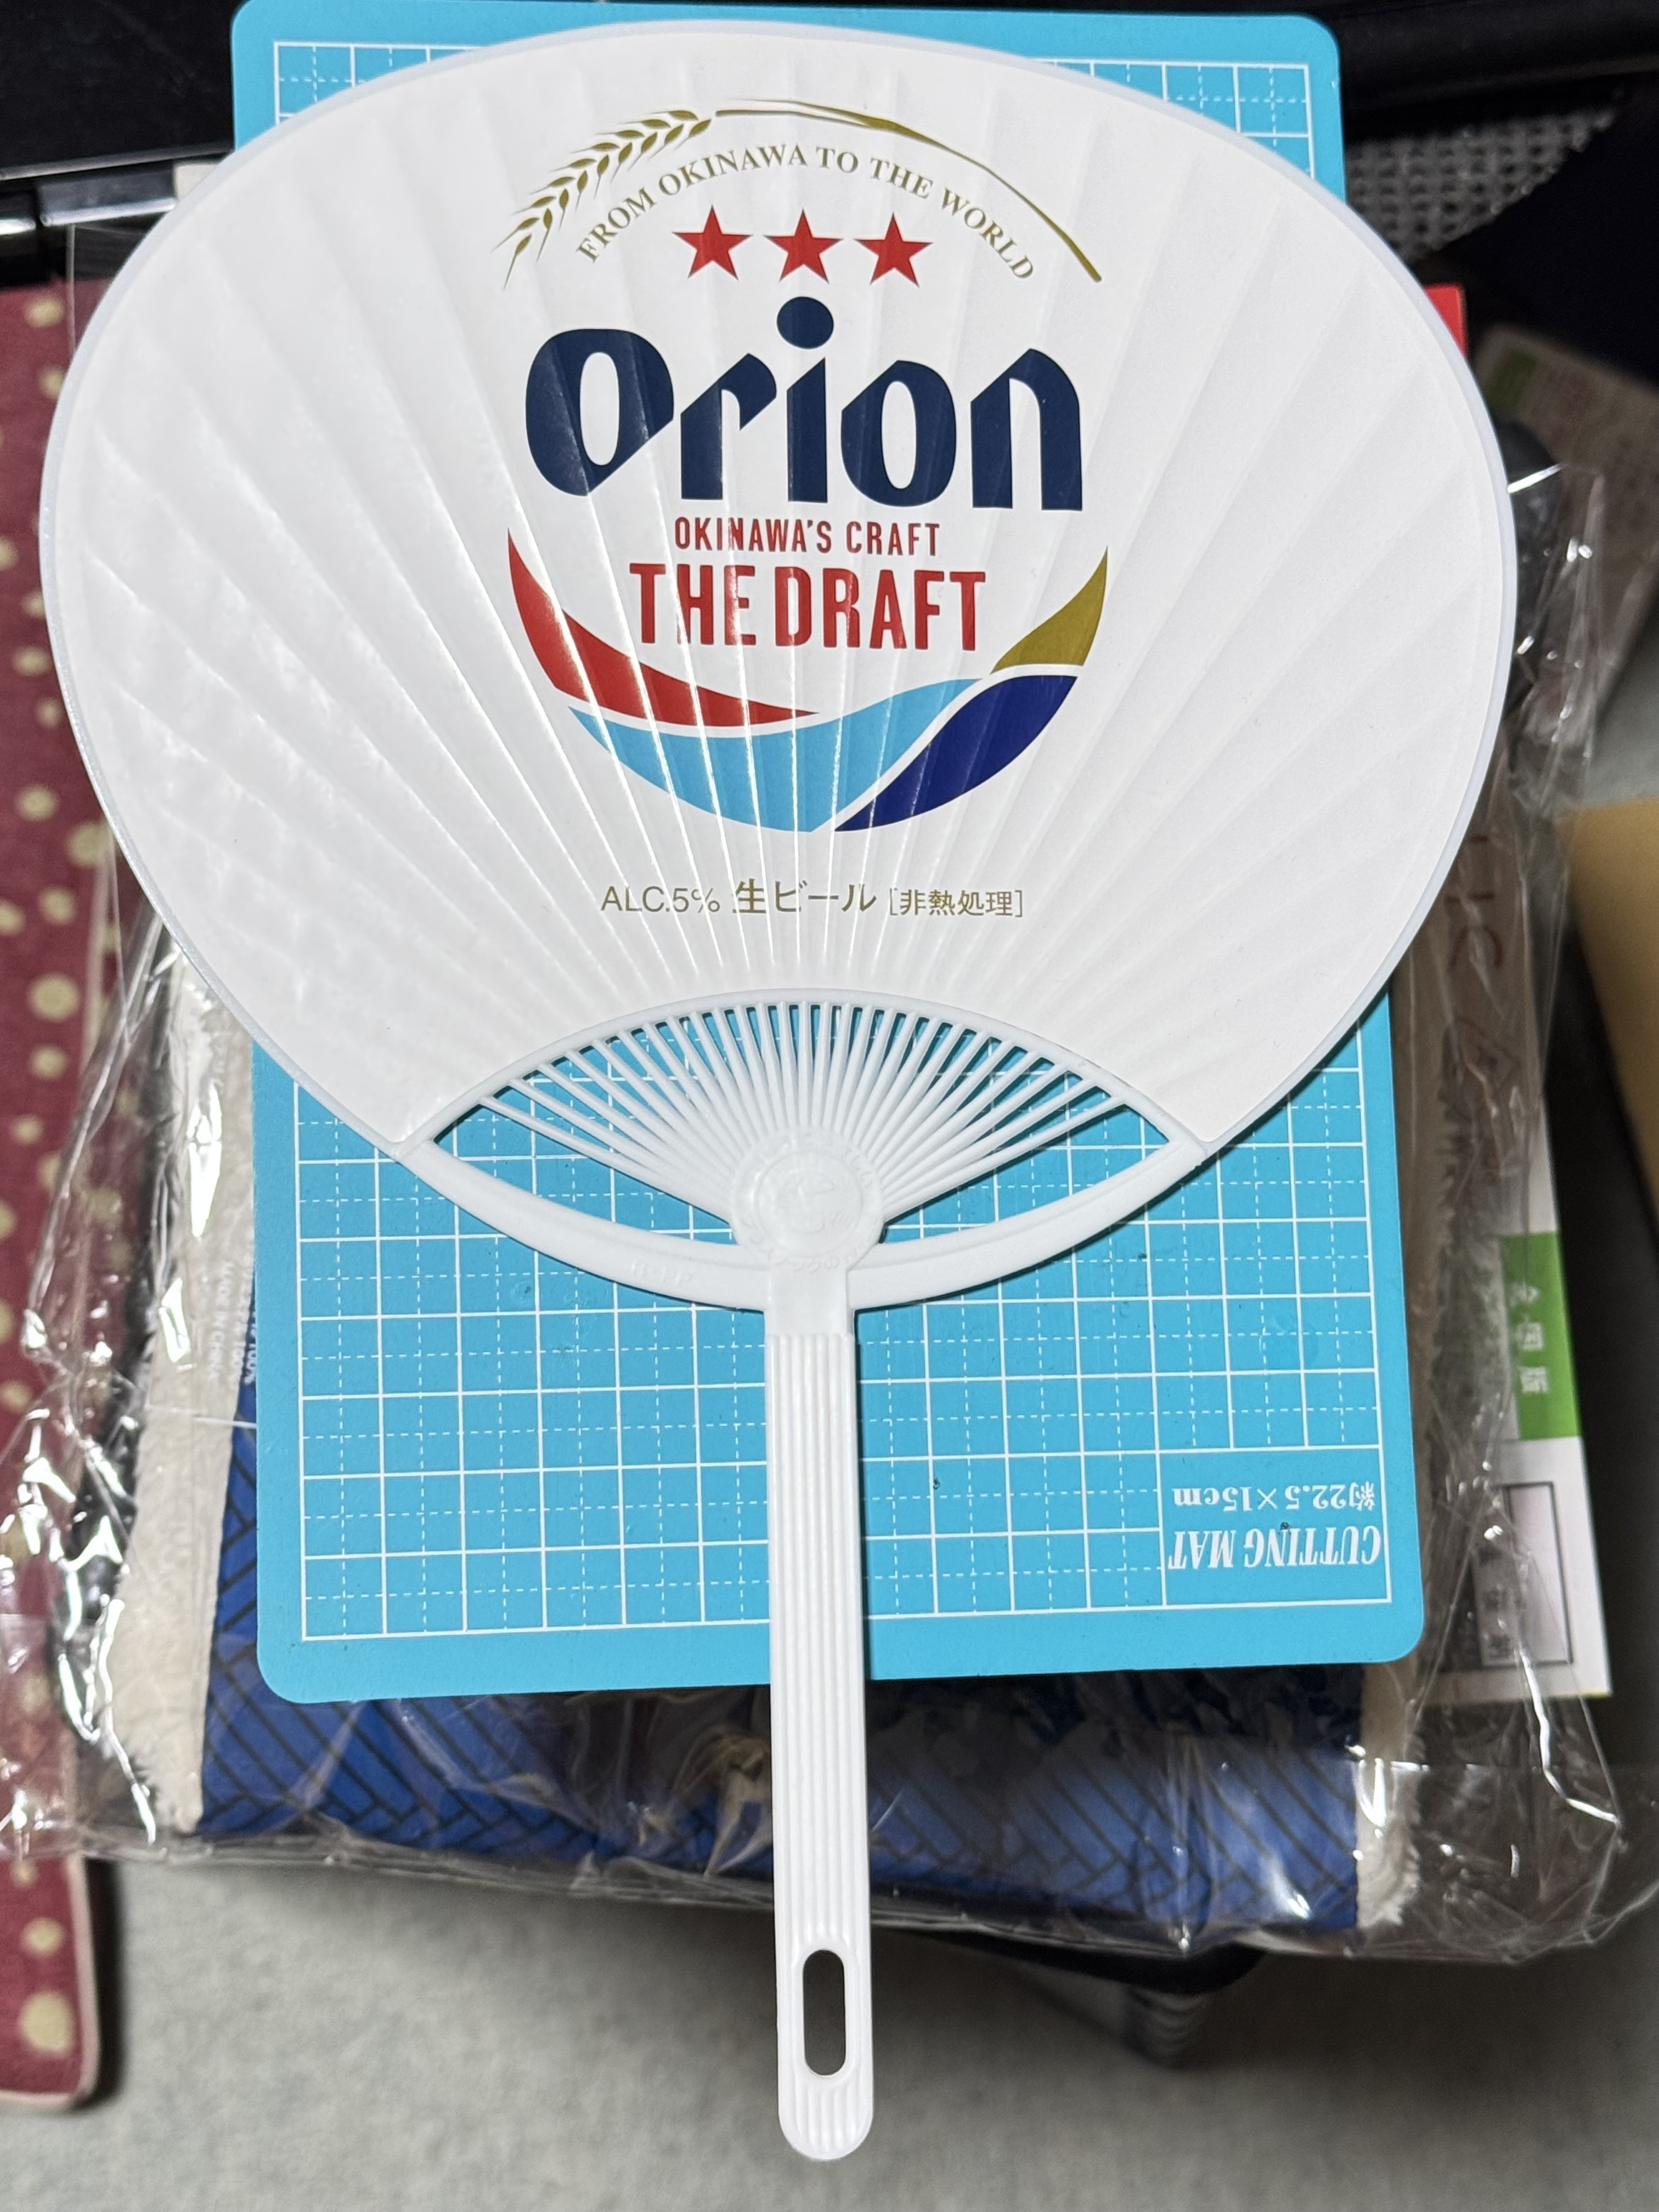 FROM OKINAWA TO THE WORLD
Orion
OKINAWA'S CRAFT
THE DRAFT
ALC.5% 生ビール [非熱処理]
CUTTING MAT
約22.5×15cm